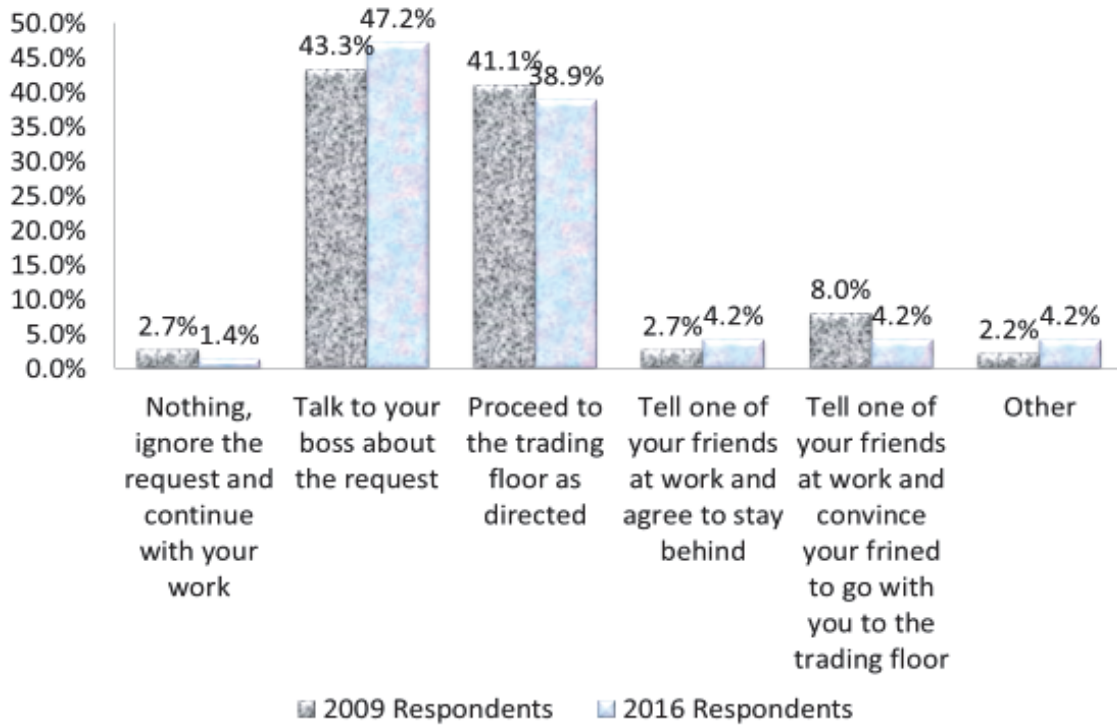 50.0%
45.0%
40.0%
35.0%
30.0%
25.0%
20.0%
15.0%
10.0%
5.0%
0.0%
2.7%
1.4%
43.3%
47.2%
41.1%
38.9%
2.7%
4.2%
8.0%
4.2%
2.2%
4.2%
Nothing,
ignore the
request and
continue
with your
work
Talk to your
boss about
the request
Proceed to
the trading
floor as
directed
Tell one of
your friends
at work and
agree to stay
behind
Tell one of
your friends
at work and
convince
your frined
to go with
you to the
trading floor
Other
2009 Respondents
2016 Respondents